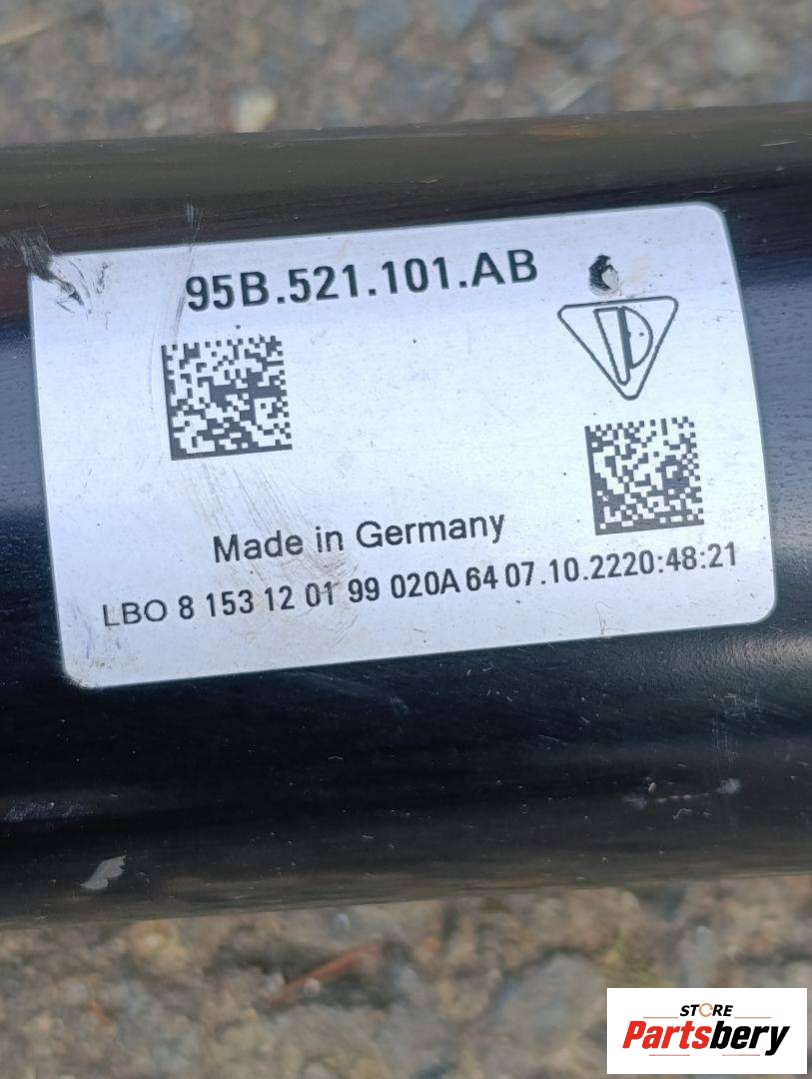 95B.521.101.AB
Made in Germany
LBO 8 153 12 01 99 020A 64 07.10.2220:48:21
STORE
Partsbery